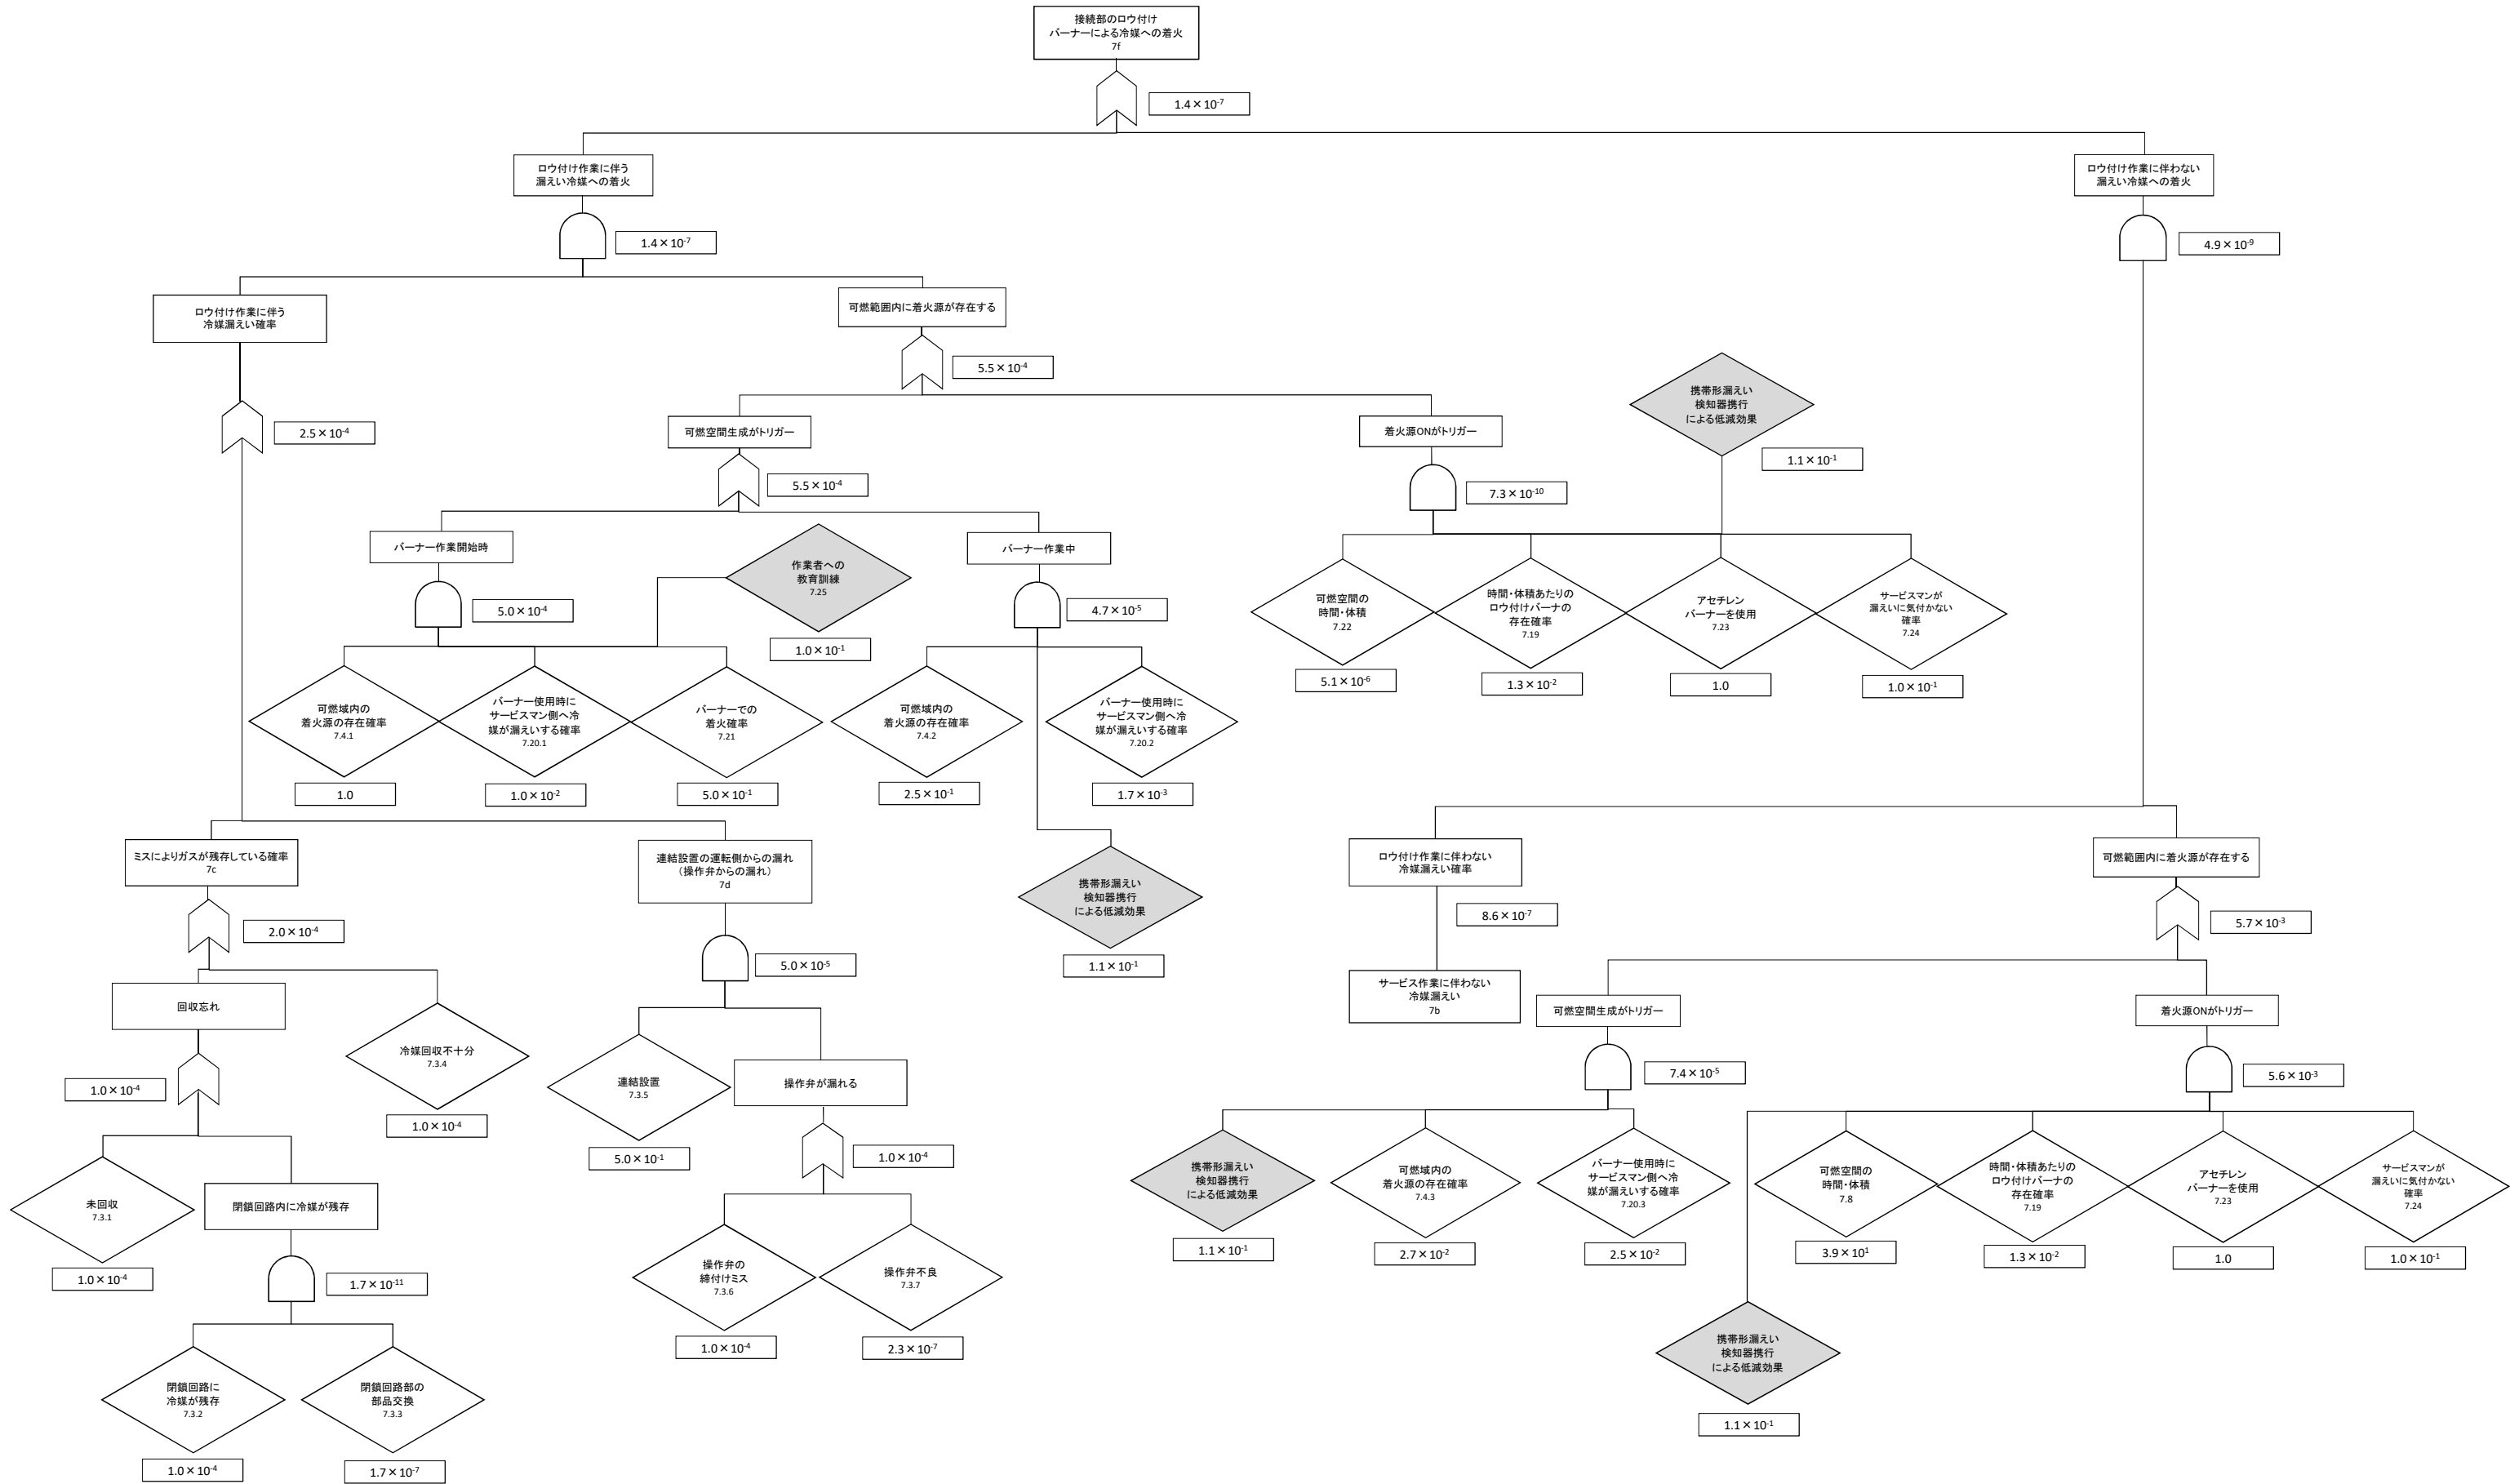 接続部のロウ付け
バーナーによる冷媒への着火
7f
1.4×10⁻⁷
ロウ付け作業に伴う
漏えい冷媒への着火
1.4×10⁻⁷
ロウ付け作業に伴わない
漏えい冷媒への着火
4.9×10⁻⁹
ロウ付け作業に伴う
冷媒漏えい確率
2.5×10⁻⁴
可燃範囲内に着火源が存在する
5.5×10⁻⁴
可燃空間生成がトリガー
5.5×10⁻⁴
着火源ONがトリガー
7.3×10⁻¹⁰
携帯形漏えい
検知器携行
による低減効果
1.1×10⁻¹
バーナー作業開始時
5.0×10⁻⁴
作業者への
教育訓練
7.25
1.0×10⁻¹
バーナー作業中
4.7×10⁻⁵
可燃空間の
時間・体積
7.22
5.1×10⁻⁶
時間・体積あたりの
ロウ付けバーナの
存在確率
7.19
1.3×10⁻²
アセチレン
バーナーを使用
7.23
1.0
サービスマンが
漏えいに気付かない
確率
7.24
1.0×10⁻¹
可燃域内の
着火源の存在確率
7.4.1
1.0
バーナー使用時に
サービスマン側へ冷
媒が漏えいする確率
7.20.1
1.0×10⁻²
バーナーでの
着火確率
7.21
5.0×10⁻¹
可燃域内の
着火源の存在確率
7.4.2
2.5×10⁻¹
バーナー使用時に
サービスマン側へ冷
媒が漏えいする確率
7.20.2
1.7×10⁻³
携帯形漏えい
検知器携行
による低減効果
1.1×10⁻¹
ミスによりガスが残存している確率
7c
2.0×10⁻⁴
連結設置の運転側からの漏れ
（操作弁からの漏れ）
7d
5.0×10⁻⁵
ロウ付け作業に伴わない
冷媒漏えい確率
8.6×10⁻⁷
サービス作業に伴わない
冷媒漏えい
7b
可燃範囲内に着火源が存在する
5.7×10⁻³
回収忘れ
1.0×10⁻⁴
冷媒回収不十分
7.3.4
1.0×10⁻⁴
連結設置
7.3.5
5.0×10⁻¹
操作弁が漏れる
1.0×10⁻⁴
可燃空間生成がトリガー
7.4×10⁻⁵
着火源ONがトリガー
5.6×10⁻³
未回収
7.3.1
1.0×10⁻⁴
閉鎖回路内に冷媒が残存
1.7×10⁻¹¹
操作弁の
締付けミス
7.3.6
1.0×10⁻⁴
操作弁不良
7.3.7
2.3×10⁻⁷
携帯形漏えい
検知器携行
による低減効果
1.1×10⁻¹
可燃域内の
着火源の存在確率
7.4.3
2.7×10⁻²
バーナー使用時に
サービスマン側へ冷
媒が漏えいする確率
7.20.3
2.5×10⁻²
可燃空間の
時間・体積
7.8
3.9×10¹
時間・体積あたりの
ロウ付けバーナの
存在確率
7.19
1.3×10⁻²
アセチレン
バーナーを使用
7.23
1.0
サービスマンが
漏えいに気付かない
確率
7.24
1.0×10⁻¹
携帯形漏えい
検知器携行
による低減効果
1.1×10⁻¹
閉鎖回路に
冷媒が残存
7.3.2
1.0×10⁻⁴
閉鎖回路部の
部品交換
7.3.3
1.7×10⁻⁷